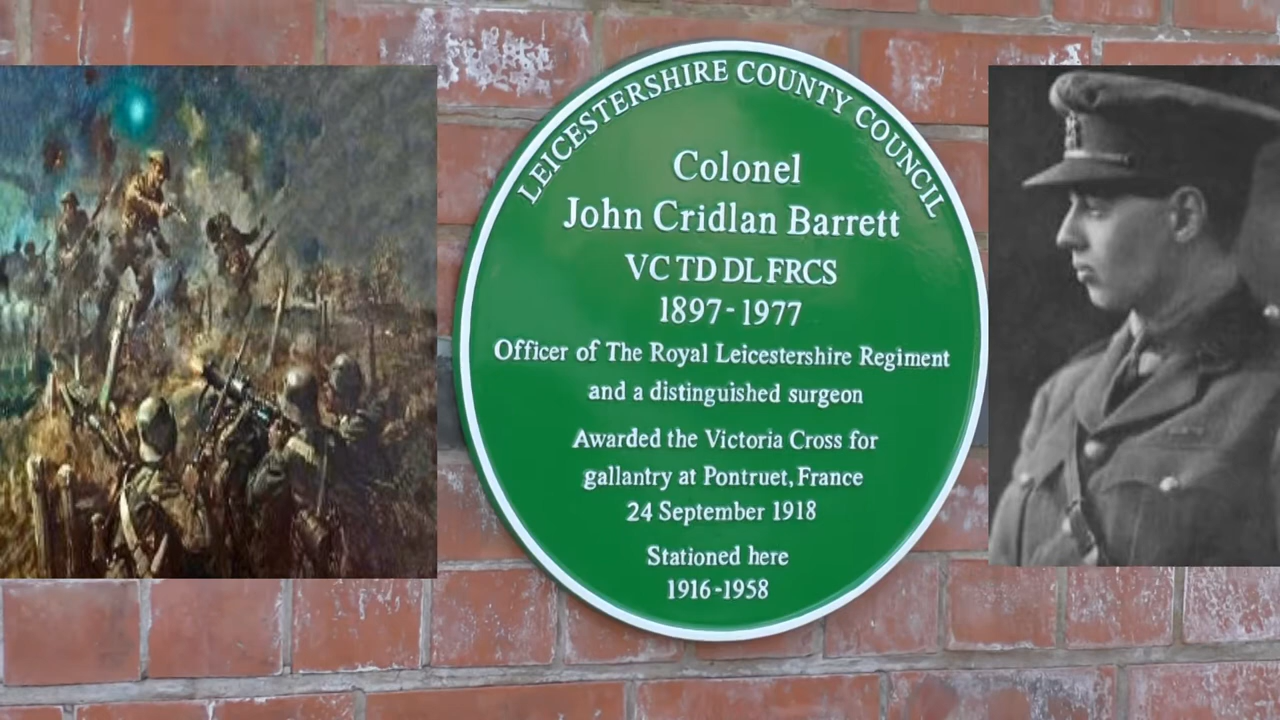 LEICESTERSHIRE COUNTY COUNCIL
Colonel
John Cridlan Barrett
VC TD DL FRCS
1897-1977
Officer of The Royal Leicestershire Regiment
and a distinguished surgeon
Awarded the Victoria Cross for
gallantry at Pontruet, France
24 September 1918
Stationed here
1916-1958